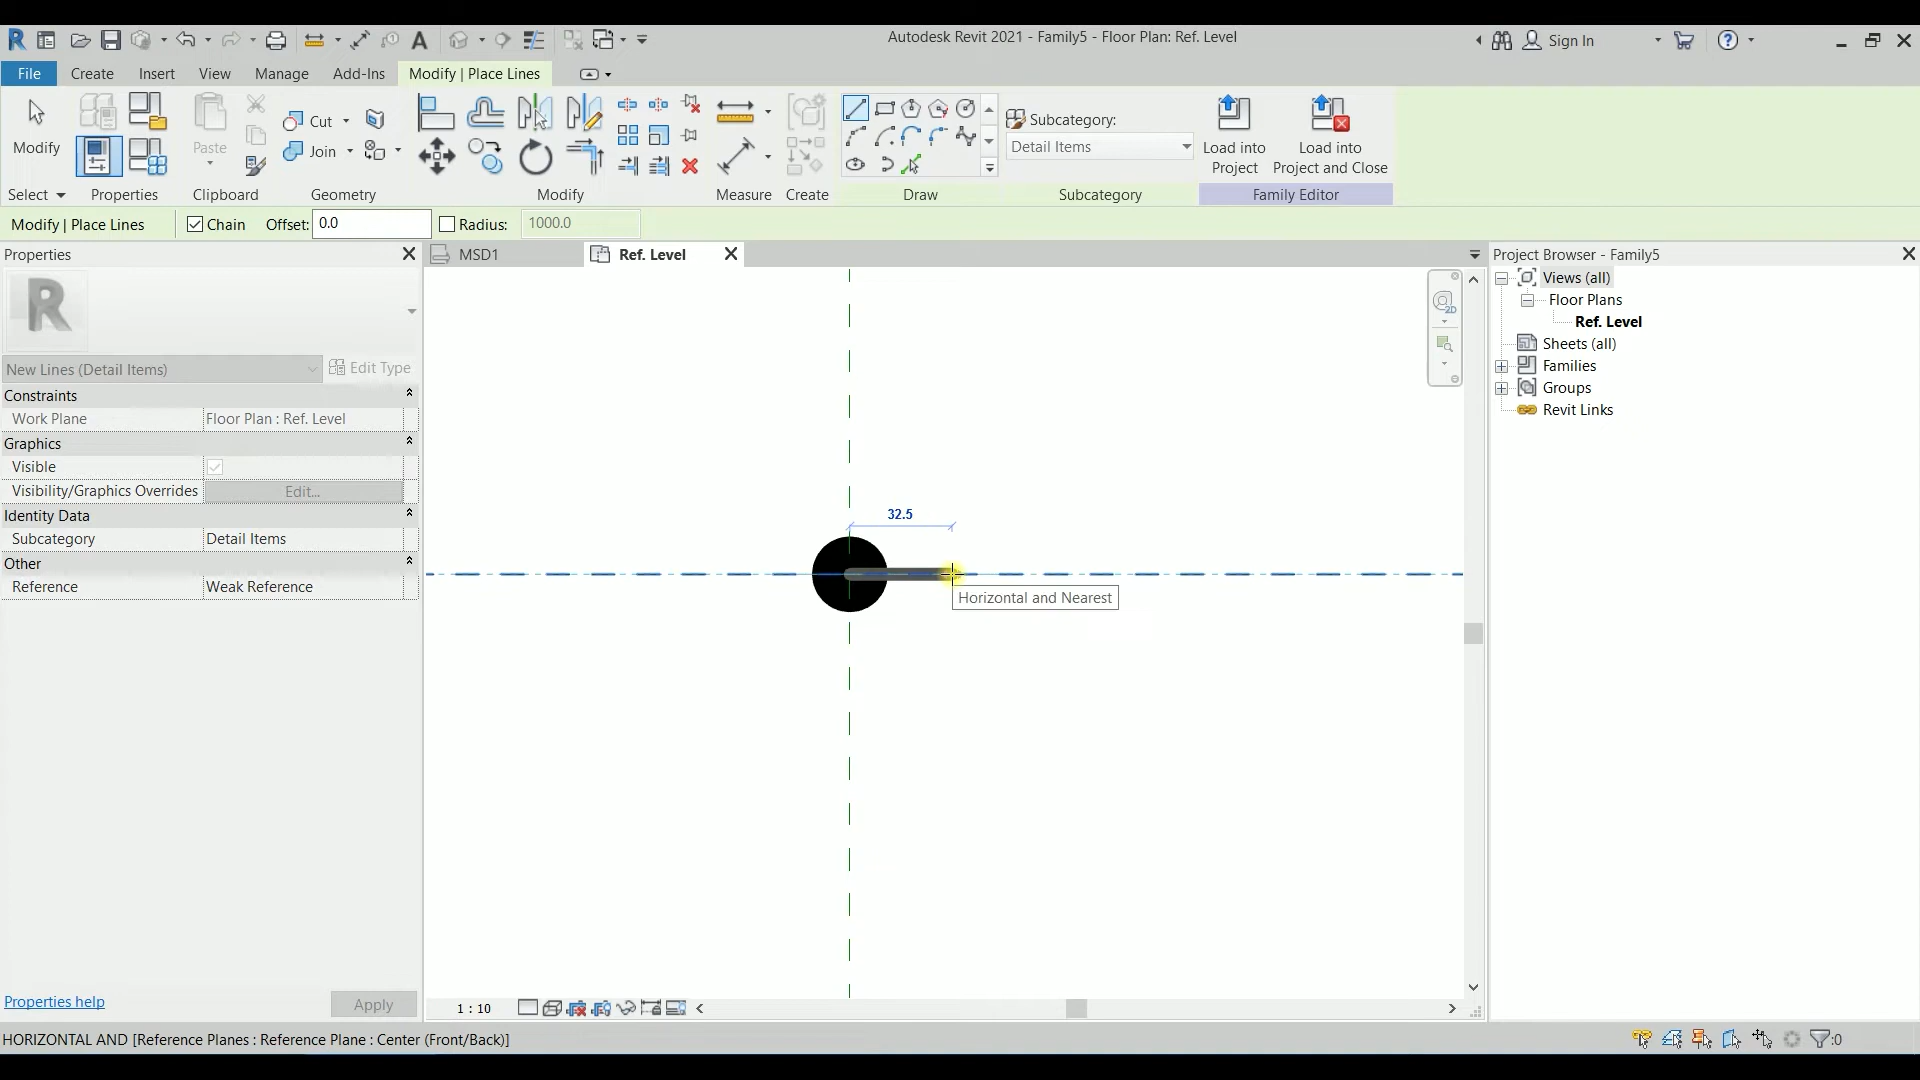 Autodesk Revit 2021 - Family5 - Floor Plan: Ref. Level
Sign In
File
Create
Insert
View
Manage
Add-Ins
Modify | Place Lines
Modify
Paste
Cut
Join
Subcategory:
Detail Items
Load into
Project
Load into
Project and Close
Select
Properties
Clipboard
Geometry
Modify
Measure
Create
Draw
Subcategory
Family Editor
Modify | Place Lines
Chain
Offset:
0.0
Radius:
1000.0
Properties
R
New Lines (Detail Items)
Edit Type
Constraints
Work Plane
Floor Plan : Ref. Level
Graphics
Visible
Visibility/Graphics Overrides
Edit...
Identity Data
Subcategory
Detail Items
Other
Reference
Weak Reference
Properties help
Apply
MSD1
Ref. Level
2D
32.5
Horizontal and Nearest
1 : 10
Project Browser - Family5
Views (all)
Floor Plans
Ref. Level
Sheets (all)
Families
Groups
Revit Links
HORIZONTAL AND [Reference Planes : Reference Plane : Center (Front/Back)]
:0